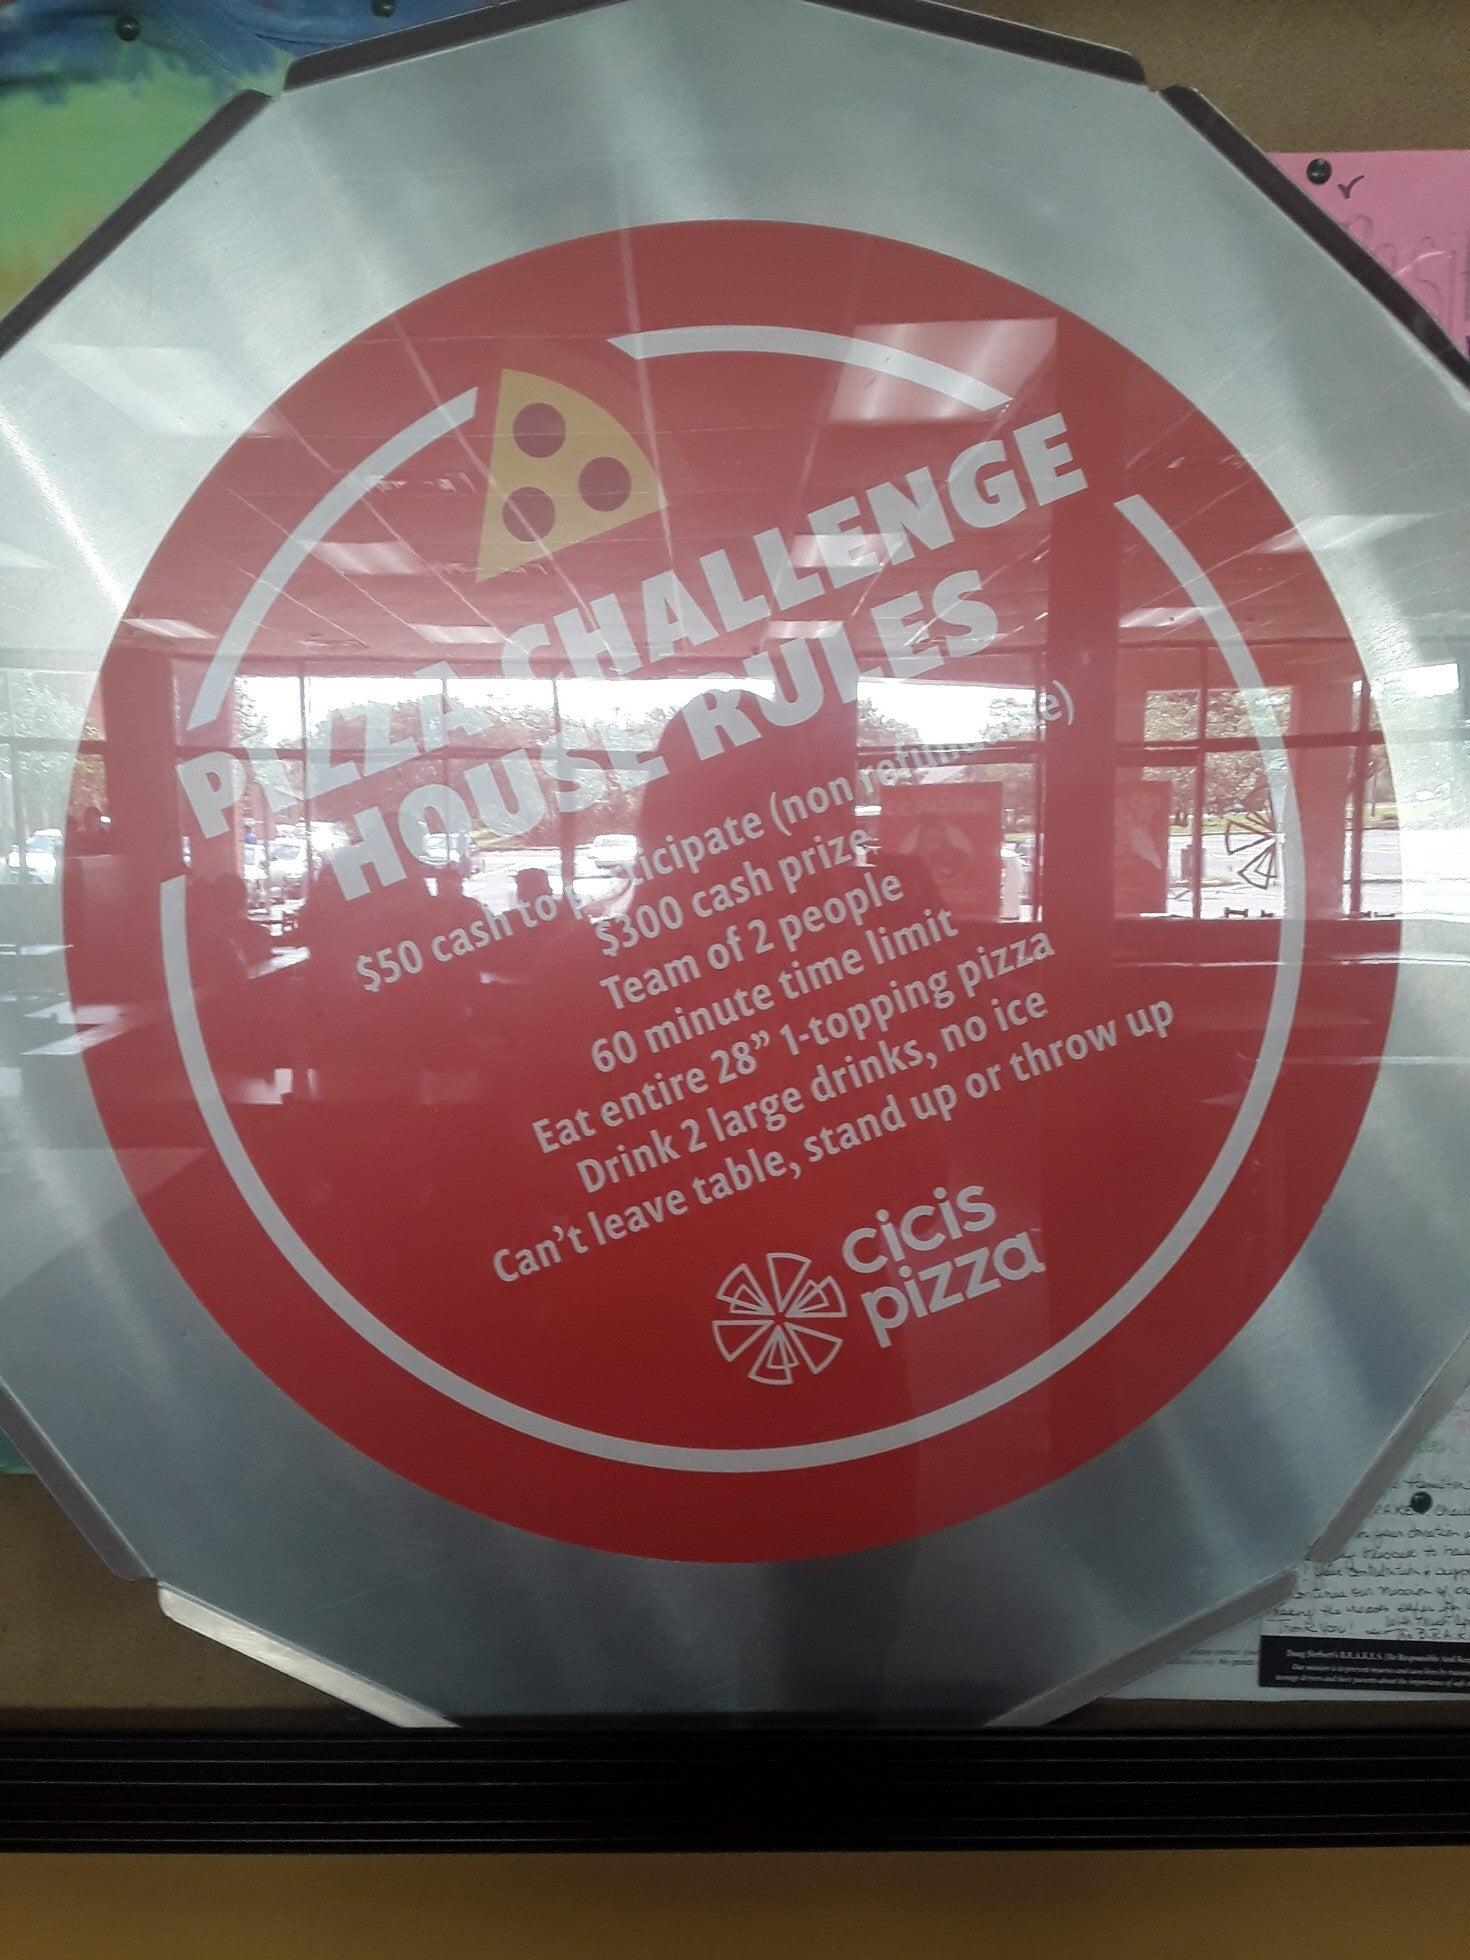 PIZZA CHALLENGE
HOUSE RULES
$50 cash to participate (non refundable)
$300 cash prize
Team of 2 people
60 minute time limit
Eat entire 28” 1-topping pizza
Drink 2 large drinks, no ice
Can't leave table, stand up or throw up
cicis
pizza
Thank you!